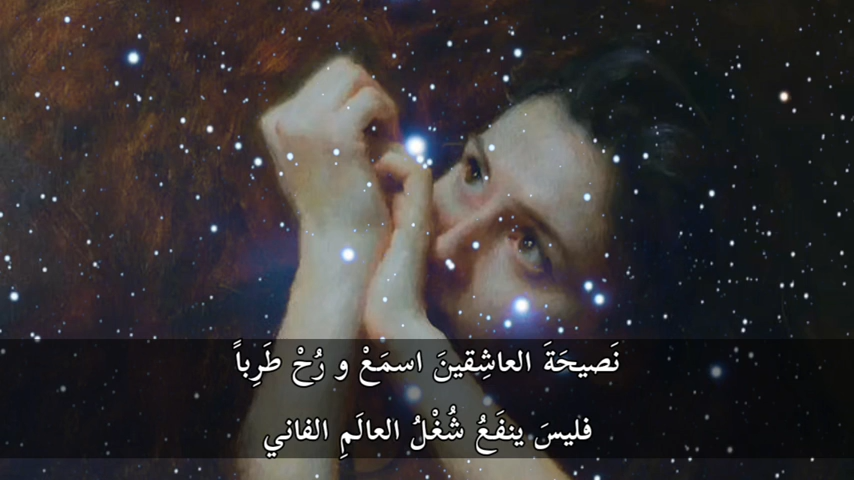 نَصيحَةَ العاشِقينَ اسمَعْ و رُحْ طَرِباً
فليسَ ينفَعُ شُغْلُ العالَمِ الفاني